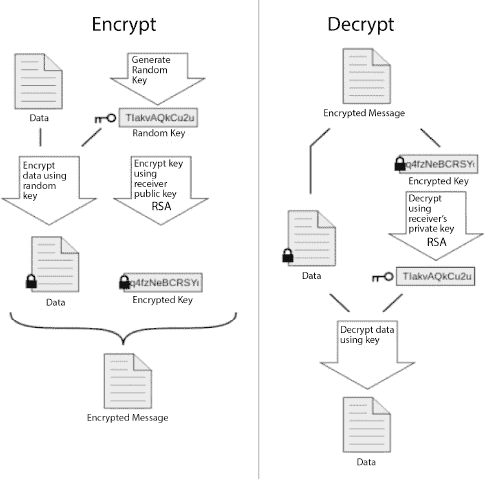 Encrypt
Generate
Random
Key
Data
TIakvAQkCu2u
Random Key
Encrypt
data using
random
key
Encrypt key
using
receiver
public key
RSA
Data
q4fzNeBCRSYi
Encrypted Key
Encrypted Message
Decrypt
Encrypted Message
q4fzNeBCRSYi
Encrypted Key
Decrypt
using
receiver's
private key
RSA
Data
TIakvAQkCu2u
Decrypt data
using key
Data